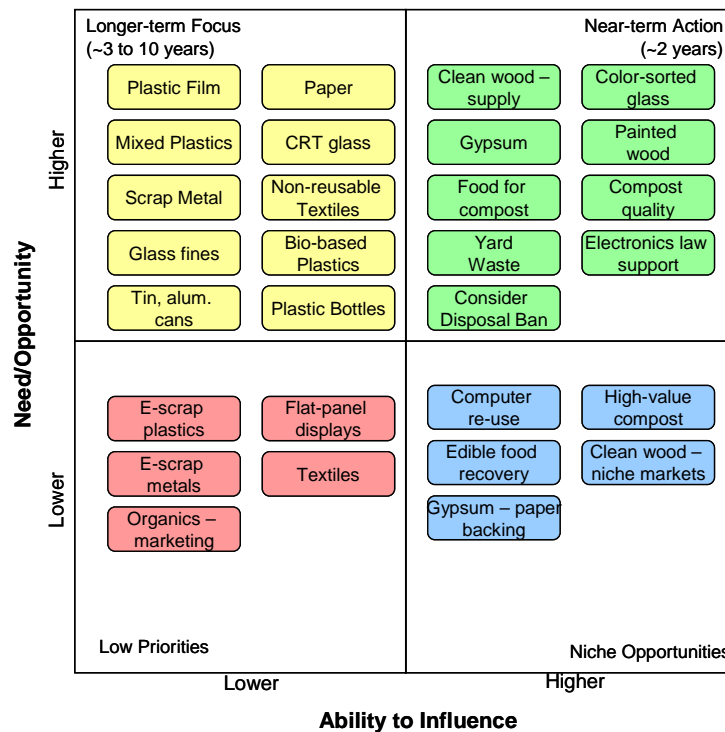 Longer-term Focus
(~3 to 10 years)
Near-term Action
(~2 years)
Plastic Film
Paper
Clean wood –
supply
Color-sorted
glass
Mixed Plastics
CRT glass
Gypsum
Painted
wood
Scrap Metal
Non-reusable
Textiles
Food for
compost
Compost
quality
Glass fines
Bio-based
Plastics
Yard
Waste
Electronics law
support
Tin, alum.
cans
Plastic Bottles
Consider
Disposal Ban
Higher
Need/Opportunity
Lower
E-scrap
plastics
Flat-panel
displays
Computer
re-use
High-value
compost
E-scrap
metals
Textiles
Edible food
recovery
Clean wood –
niche markets
Organics –
marketing
Gypsum – paper
backing
Low Priorities
Niche Opportunities
Lower
Higher
Ability to Influence